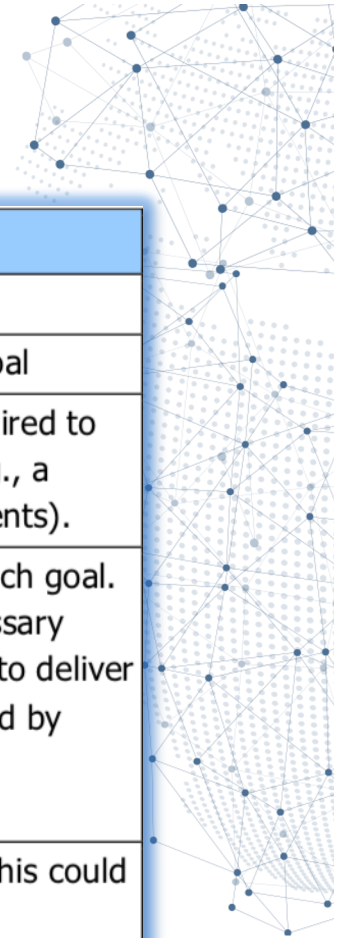 oal
ired to
., a
ents).
ch goal.
ssary
to deliver
d by
his could